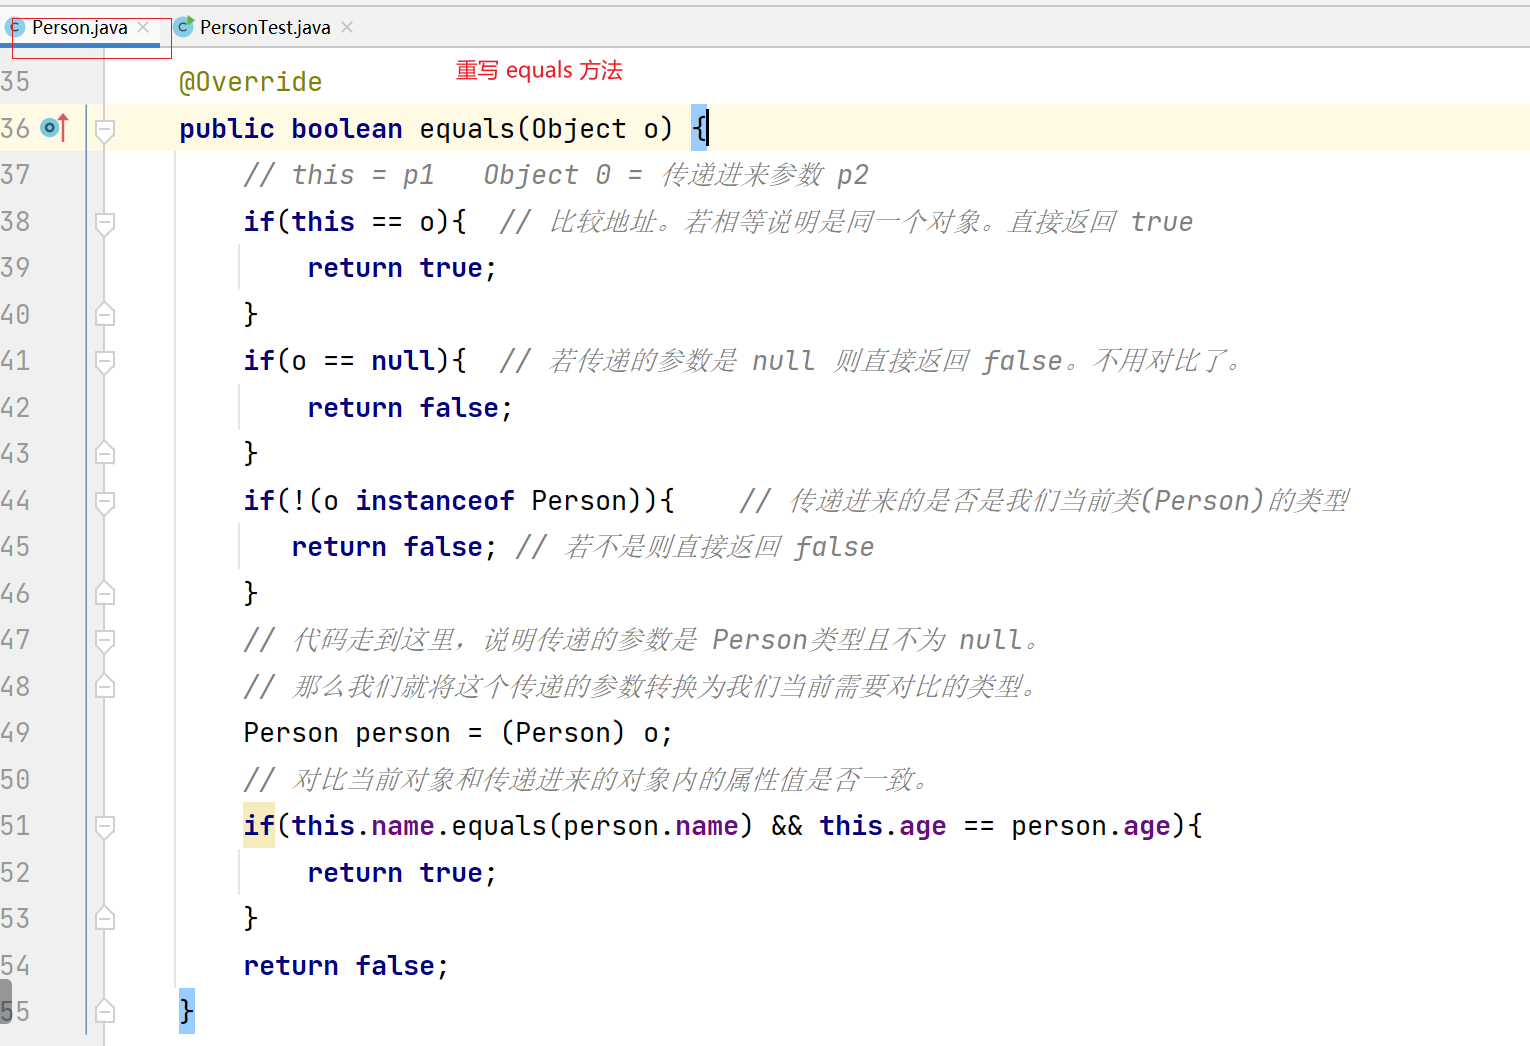 Person.java
PersonTest.java
重写 equals 方法
35 @Override
36 public boolean equals(Object o) {
37 // this = p1   Object 0 = 传递进来参数 p2
38 if(this == o){  // 比较地址。若相等说明是同一个对象。直接返回 true
39 return true;
40 }
41 if(o == null){  // 若传递的参数是 null 则直接返回 false。不用对比了。
42 return false;
43 }
44 if(!(o instanceof Person)){    // 传递进来的是否是我们当前类(Person)的类型
45 return false; // 若不是则直接返回 false
46 }
47 // 代码走到这里，说明传递的参数是 Person类型且不为 null。
48 // 那么我们就将这个传递的参数转换为我们当前需要对比的类型。
49 Person person = (Person) o;
50 // 对比当前对象和传递进来的对象内的属性值是否一致。
51 if(this.name.equals(person.name) && this.age == person.age){
52 return true;
53 }
54 return false;
55 }